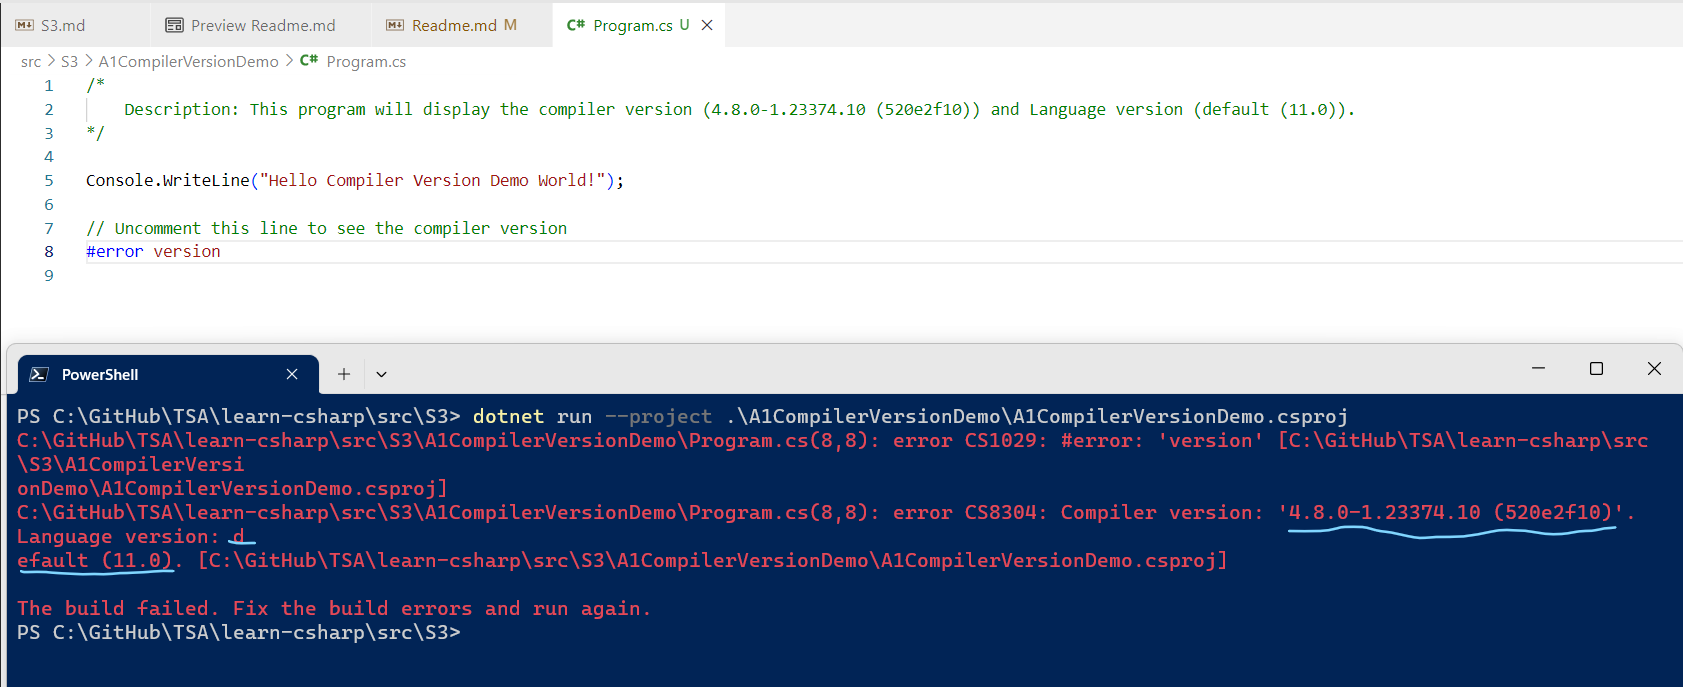 S3.md Preview Readme.md Readme.md M C# Program.cs U
src > S3 > A1CompilerVersionDemo > C# Program.cs
1 /*
2 Description: This program will display the compiler version (4.8.0-1.23374.10 (520e2f10)) and Language version (default (11.0)).
3 */
4
5 Console.WriteLine("Hello Compiler Version Demo World!");
6
7 // Uncomment this line to see the compiler version
8 #error version
9
PowerShell
PS C:\GitHub\TSA\learn-csharp\src\S3> dotnet run --project .\A1CompilerVersionDemo\A1CompilerVersionDemo.csproj
C:\GitHub\TSA\learn-csharp\src\S3\A1CompilerVersionDemo\Program.cs(8,8): error CS1029: #error: 'version' [C:\GitHub\TSA\learn-csharp\src
\S3\A1CompilerVersi
onDemo\A1CompilerVersionDemo.csproj]
C:\GitHub\TSA\learn-csharp\src\S3\A1CompilerVersionDemo\Program.cs(8,8): error CS8304: Compiler version: '4.8.0-1.23374.10 (520e2f10)'.
Language version: d
efault (11.0). [C:\GitHub\TSA\learn-csharp\src\S3\A1CompilerVersionDemo\A1CompilerVersionDemo.csproj]
The build failed. Fix the build errors and run again.
PS C:\GitHub\TSA\learn-csharp\src\S3>